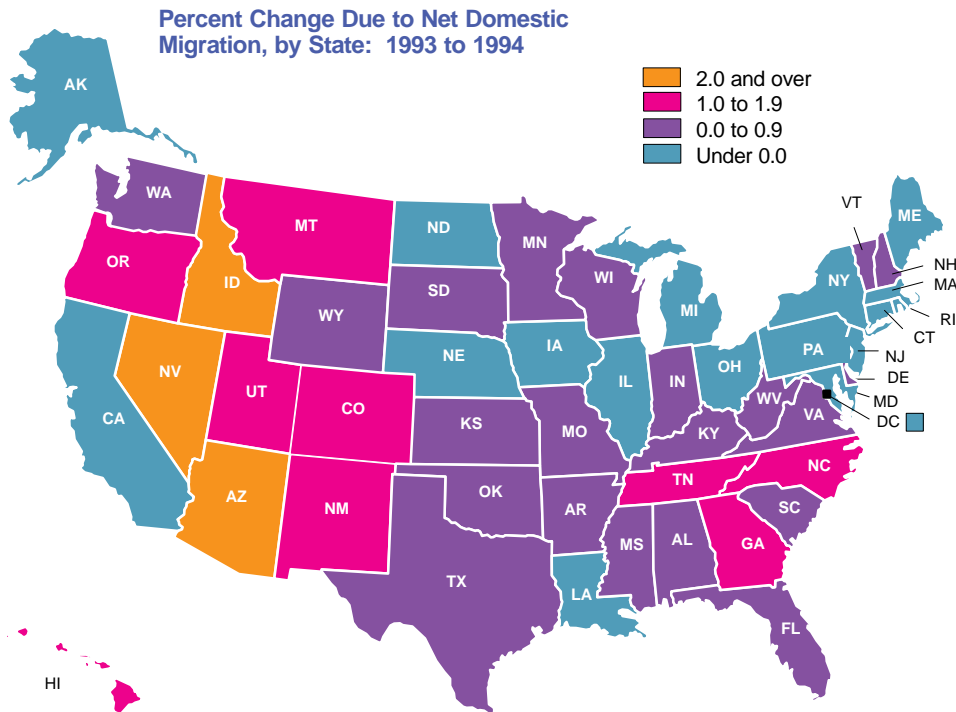 Percent Change Due to Net Domestic
Migration, by State:  1993 to 1994
2.0 and over
1.0 to 1.9
0.0 to 0.9
Under 0.0
AK
WA
MT
ND
MN
VT
ME
OR
ID
WY
SD
WI
MI
NY
NH
MA
RI
CT
NV
UT
CO
NE
IA
IL
IN
OH
PA
NJ
DE
MD
DC
CA
KS
MO
KY
WV
VA
AZ
NM
OK
AR
TN
NC
SC
TX
LA
MS
AL
GA
FL
HI